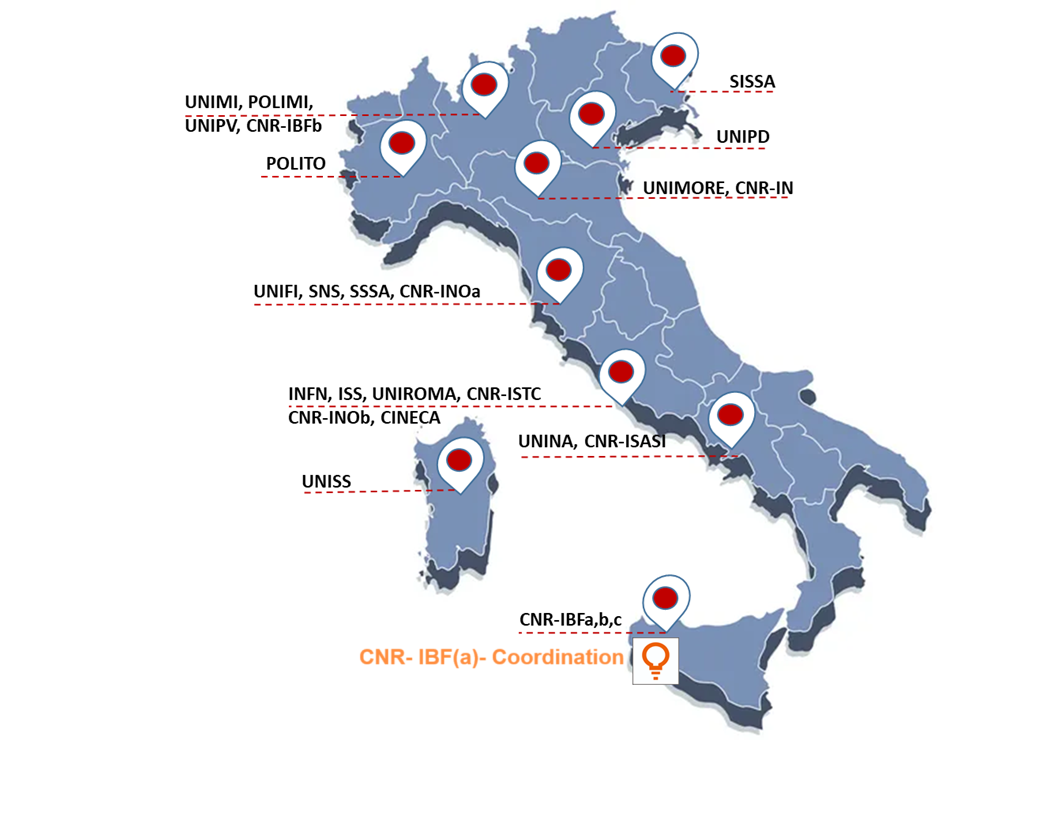 SISSA
UNIMI, POLIMI,
UNIPV, CNR-IBFb
UNIPD
POLITO
UNIMORE, CNR-IN
UNIFI, SNS, SSSA, CNR-INOa
INFN, ISS, UNIROMA, CNR-ISTC
CNR-INOb, CINECA
UNINA, CNR-ISASI
UNISS
CNR-IBFa,b,c
CNR- IBF(a)- Coordination